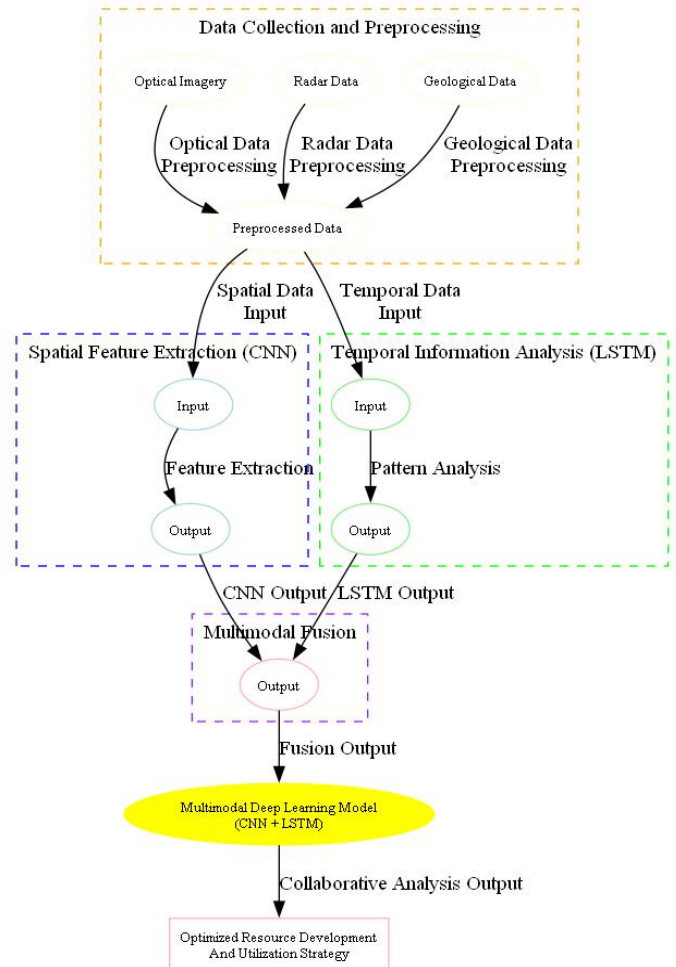 Data Collection and Preprocessing
Optical Imagery
Radar Data
Geological Data
Optical Data
Preprocessing
Radar Data
Preprocessing
Geological Data
Preprocessing
Preprocessed Data
Spatial Data
Input
Temporal Data
Input
Spatial Feature Extraction (CNN)
Temporal Information Analysis (LSTM)
Input
Input
Feature Extraction
Pattern Analysis
Output
Output
CNN Output
LSTM Output
Multimodal Fusion
Output
Fusion Output
Multimodal Deep Learning Model
(CNN + LSTM)
Collaborative Analysis Output
Optimized Resource Development
And Utilization Strategy